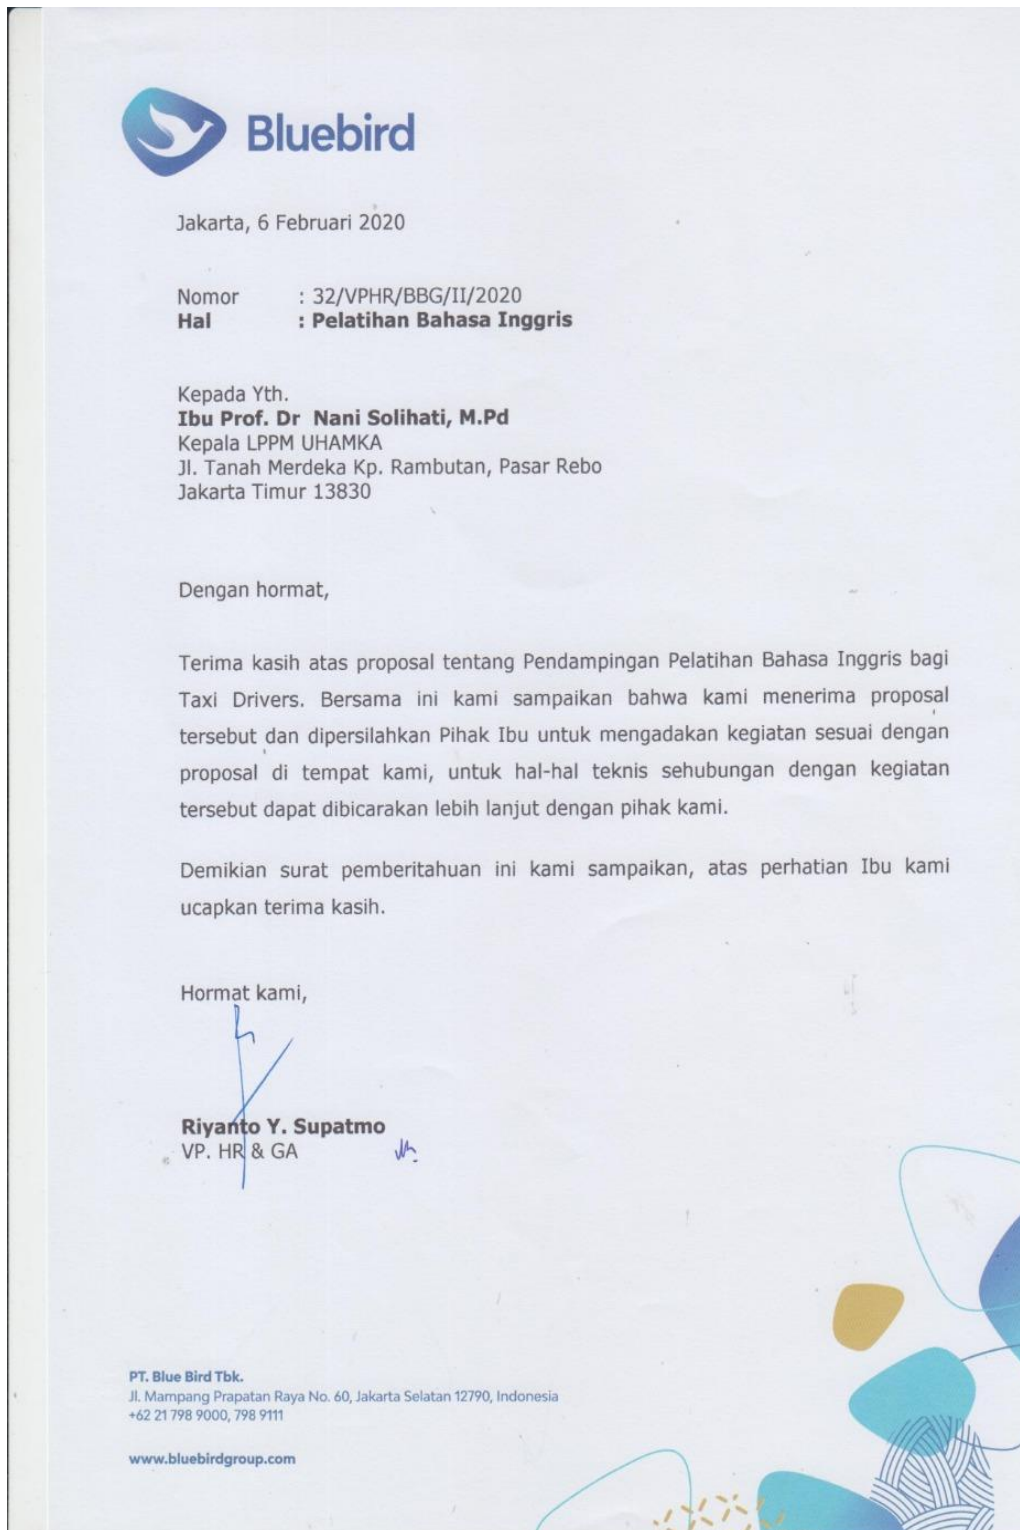 Bluebird
Jakarta, 6 Februari 2020
Nomor : 32/VPHR/BBG/II/2020
Hal : Pelatihan Bahasa Inggris
Kepada Yth.
Ibu Prof. Dr Nani Solihati, M.Pd
Kepala LPPM UHAMKA
Jl. Tanah Merdeka Kp. Rambutan, Pasar Rebo
Jakarta Timur 13830
Dengan hormat,
Terima kasih atas proposal tentang Pendampingan Pelatihan Bahasa Inggris bagi
Taxi Drivers. Bersama ini kami sampaikan bahwa kami menerima proposal
tersebut dan dipersilahkan Pihak Ibu untuk mengadakan kegiatan sesuai dengan
proposal di tempat kami, untuk hal-hal teknis sehubungan dengan kegiatan
tersebut dapat dibicarakan lebih lanjut dengan pihak kami.
Demikian surat pemberitahuan ini kami sampaikan, atas perhatian Ibu kami
ucapkan terima kasih.
Hormat kami,
Riyanto Y. Supatmo
VP. HR & GA
PT. Blue Bird Tbk.
Jl. Mampang Prapatan Raya No. 60, Jakarta Selatan 12790, Indonesia
+62 21 798 9000, 798 9111
www.bluebirdgroup.com